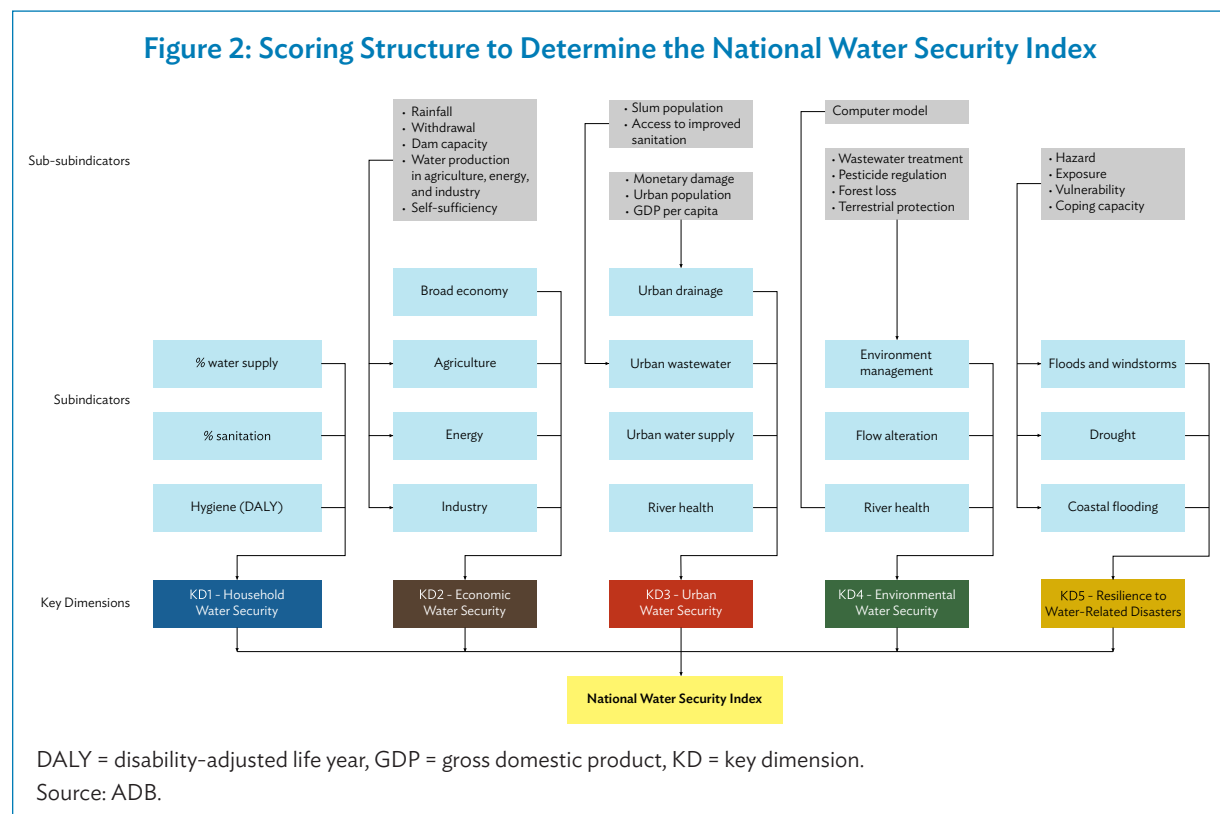 Figure 2: Scoring Structure to Determine the National Water Security Index
Sub-subindicators
• Rainfall
• Withdrawal
• Dam capacity
• Water production
in agriculture, energy,
and industry
• Self-sufficiency
• Slum population
• Access to improved
sanitation
• Monetary damage
• Urban population
• GDP per capita
Computer model
• Wastewater treatment
• Pesticide regulation
• Forest loss
• Terrestrial protection
• Hazard
• Exposure
• Vulnerability
• Coping capacity
Subindicators
% water supply
% sanitation
Hygiene (DALY)
Broad economy
Agriculture
Energy
Industry
Urban drainage
Urban wastewater
Urban water supply
River health
Environment
management
Flow alteration
River health
Floods and windstorms
Drought
Coastal flooding
Key Dimensions
KD1 - Household
Water Security
KD2 - Economic
Water Security
KD3 - Urban
Water Security
KD4 - Environmental
Water Security
KD5 - Resilience to
Water-Related Disasters
National Water Security Index
DALY = disability-adjusted life year, GDP = gross domestic product, KD = key dimension.
Source: ADB.